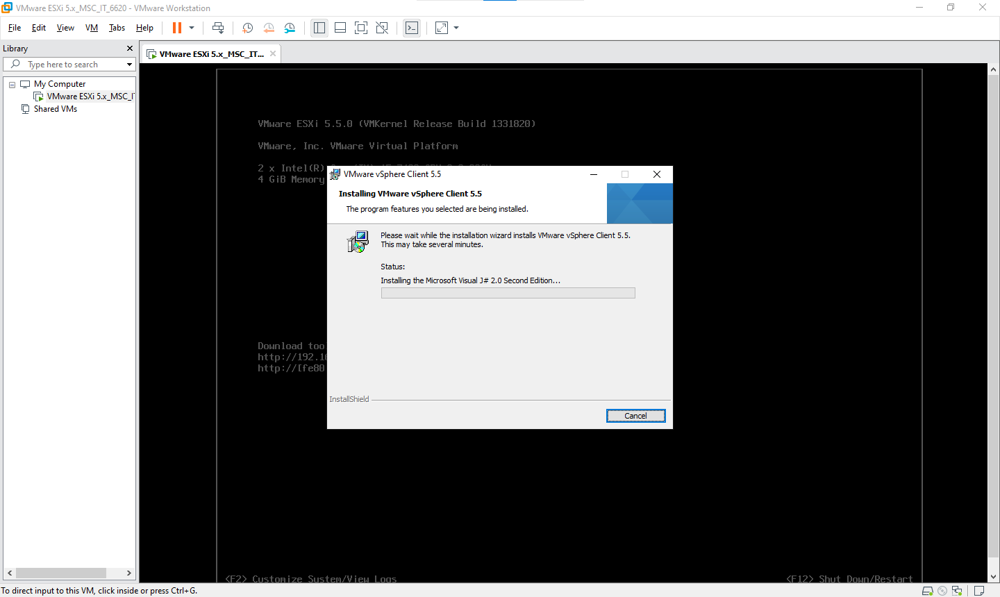 VMware ESXi 5.x_MSC_IT_6620 - VMware Workstation
File Edit View VM Tabs Help
Library
Type here to search
My Computer
VMware ESXi 5.x_MSC_I
Shared VMs
VMware ESXi 5.x_MSC_IT...
VMware ESXi 5.5.0 (VMKernel Release Build 1331820)
VMware, Inc. VMware Virtual Platform
2 x Intel(R)
4 GiB Memory
VMware vSphere Client 5.5
Installing VMware vSphere Client 5.5
The program features you selected are being installed.
Please wait while the installation wizard installs VMware vSphere Client 5.5.
This may take several minutes.
Status:
Installing the Microsoft Visual J# 2.0 Second Edition...
Download too
http://192.16
http://[fe80
InstallShield
Cancel
<F2> Customize System/View Logs
<F12> Shut Down/Restart
To direct input to this VM, click inside or press Ctrl+G.